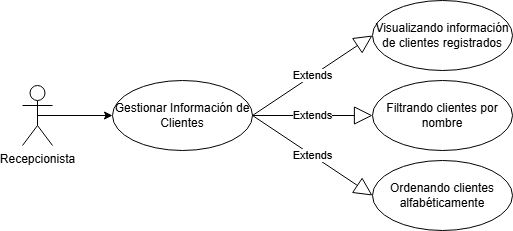 Visualizando información
de clientes registrados
Extends
Gestionar Información de
Clientes
Extends
Filtrando clientes por
nombre
Recepcionista
Extends
Ordenando clientes
alfabéticamente